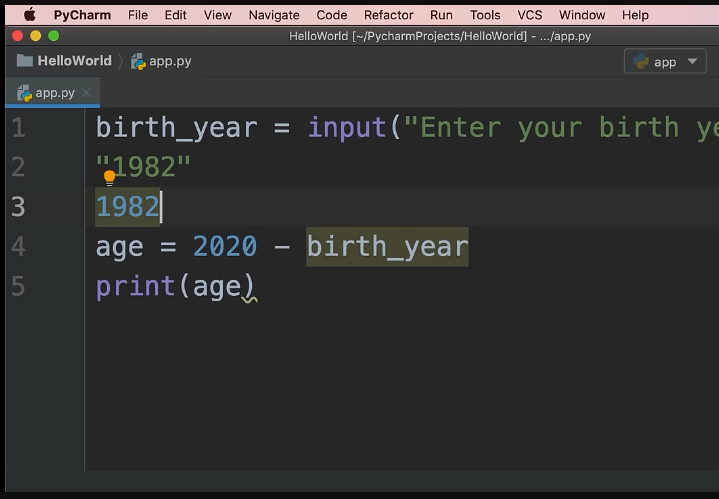 PyCharm File Edit View Navigate Code Refactor Run Tools VCS Window Help
HelloWorld [~/PycharmProjects/HelloWorld] - .../app.py
HelloWorld app.py app
app.py
1 birth_year = input("Enter your birth ye
2 "1982"
3 1982
4 age = 2020 - birth_year
5 print(age)